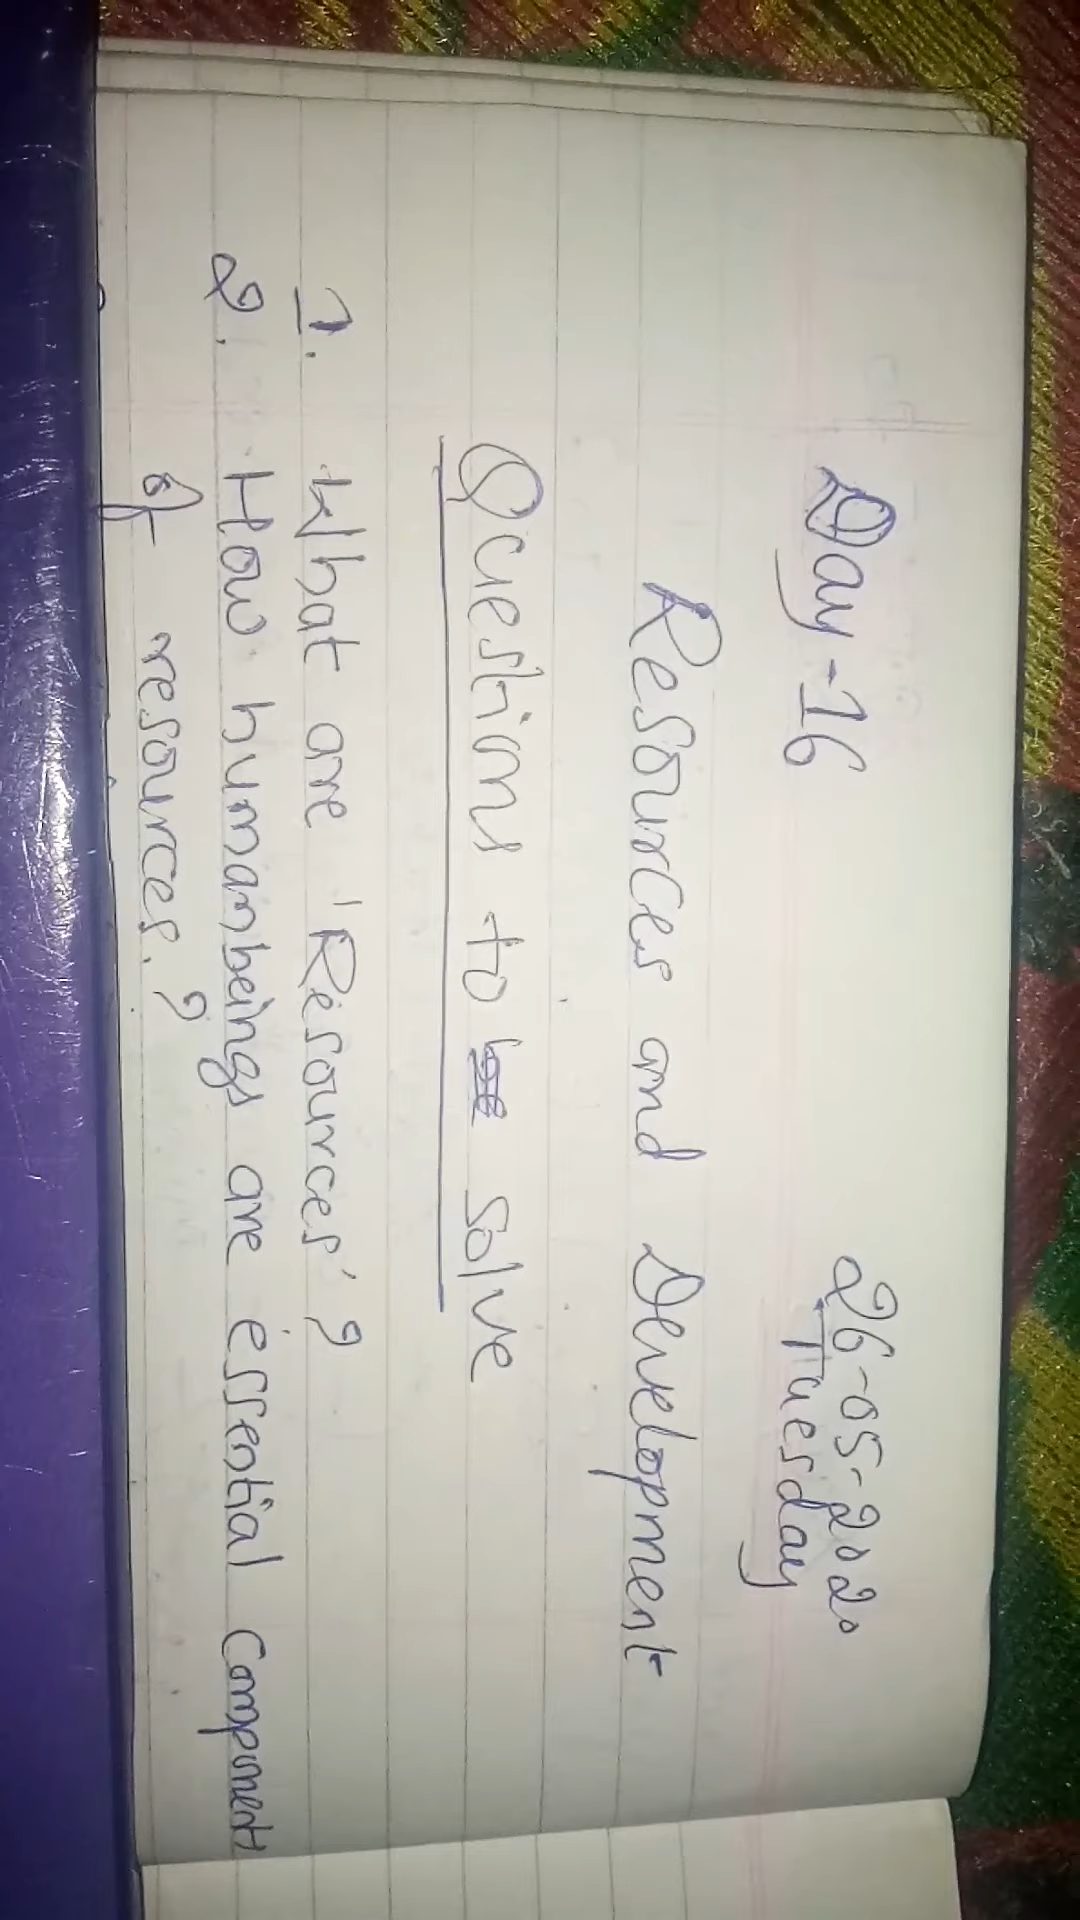 Day-16
26-05-2020
Tuesday
Resources and Development
Questions to solve
1. What are 'Resources'?
2. How humanbeings are essential components
of resources.?